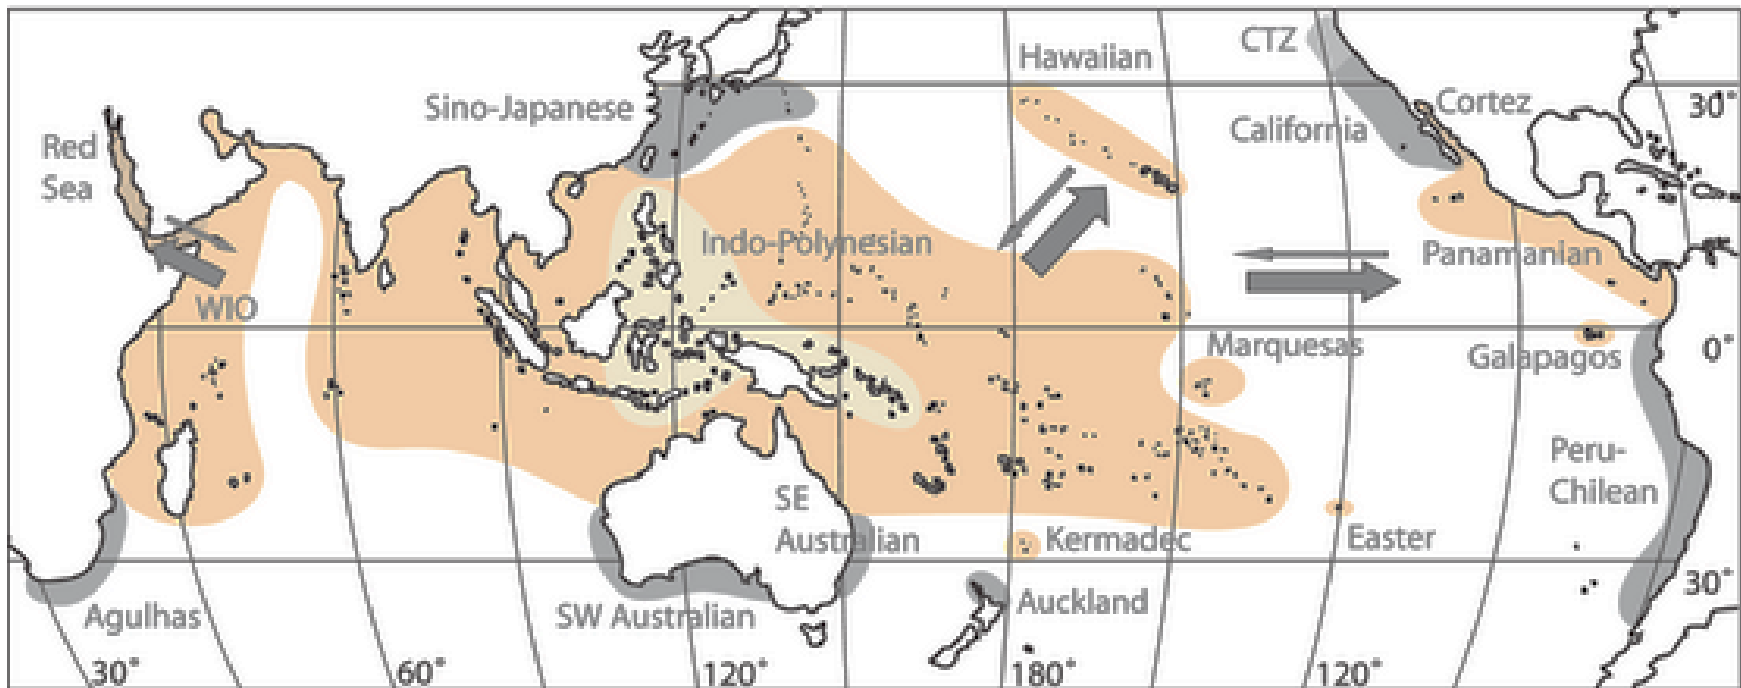 CTZ
Hawaiian
Sino-Japanese
Cortez
30°
California
Red
Sea
Indo-Polynesian
Panamanian
WIO
Marquesas
Galapagos
0°
Peru-
Chilean
SE
Australian
Kermadec
Easter
30°
Agulhas
SW Australian
Auckland
30°
60°
120°
180°
120°